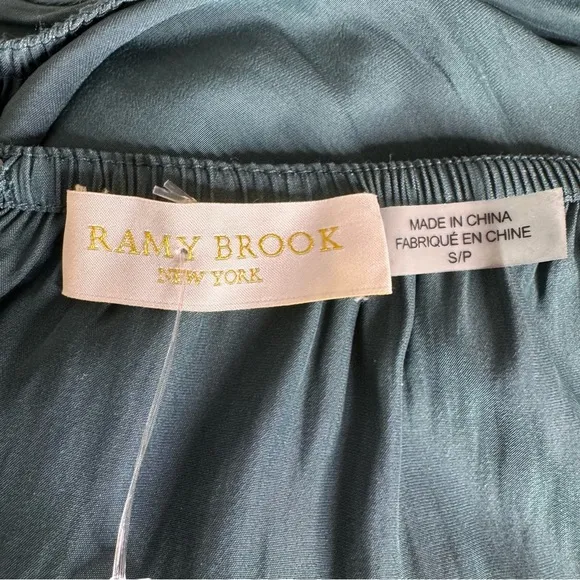 RAMY BROOK
NEW YORK
MADE IN CHINA
FABRIQUÉ EN CHINE
S/P